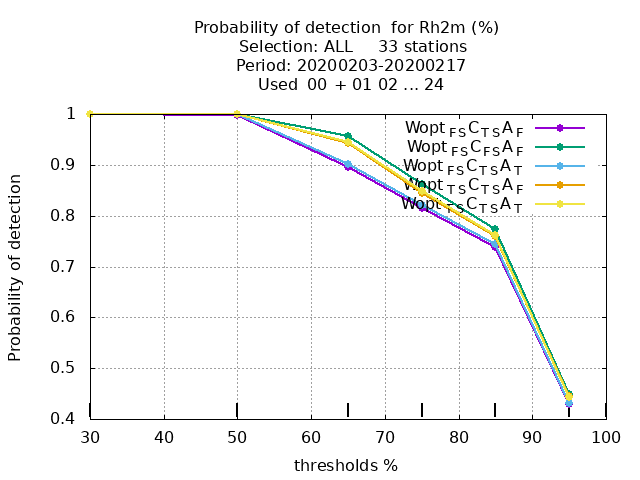 Probability of detection for Rh2m (%)
Selection: ALL 33 stations
Period: 20200203-20200217
Used 00 + 01 02 ... 24
Probability of detection
1
0.9
0.8
0.7
0.6
0.5
0.4
Wopt FS C TS A F
Wopt FS C FS A F
Wopt FS C TS A T
Wopt TS C TS A F
Wopt TS C TS A T
30 40 50 60 70 80 90 100
thresholds %